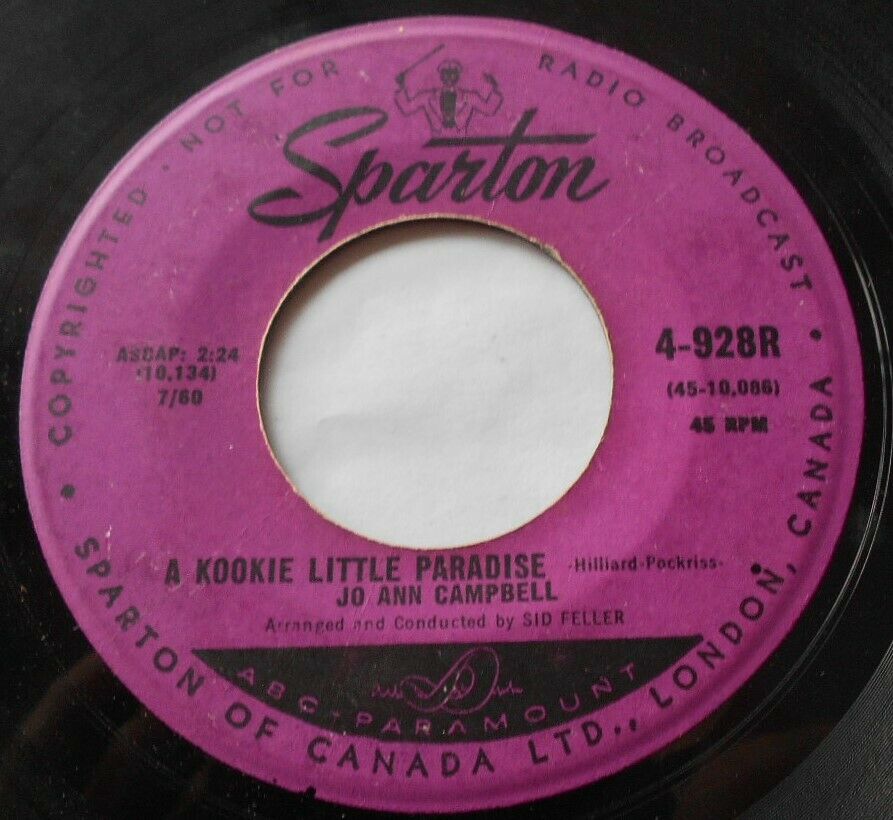 COPYRIGHTED · NOT FOR RADIO BROADCAST
Sparton
ASCAP: 2:24
(10,134)
7/60
4-928R
(45-10,086)
45 RPM
A KOOKIE LITTLE PARADISE -Hilliard-Pockriss-
JO ANN CAMPBELL
Arranged and Conducted by SID FELLER
ABC-PARAMOUNT
SPARTON OF CANADA LTD., LONDON, CANADA